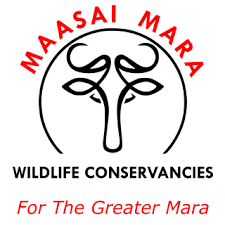 MAASAI MARA
WILDLIFE CONSERVANCIES
For The Greater Mara